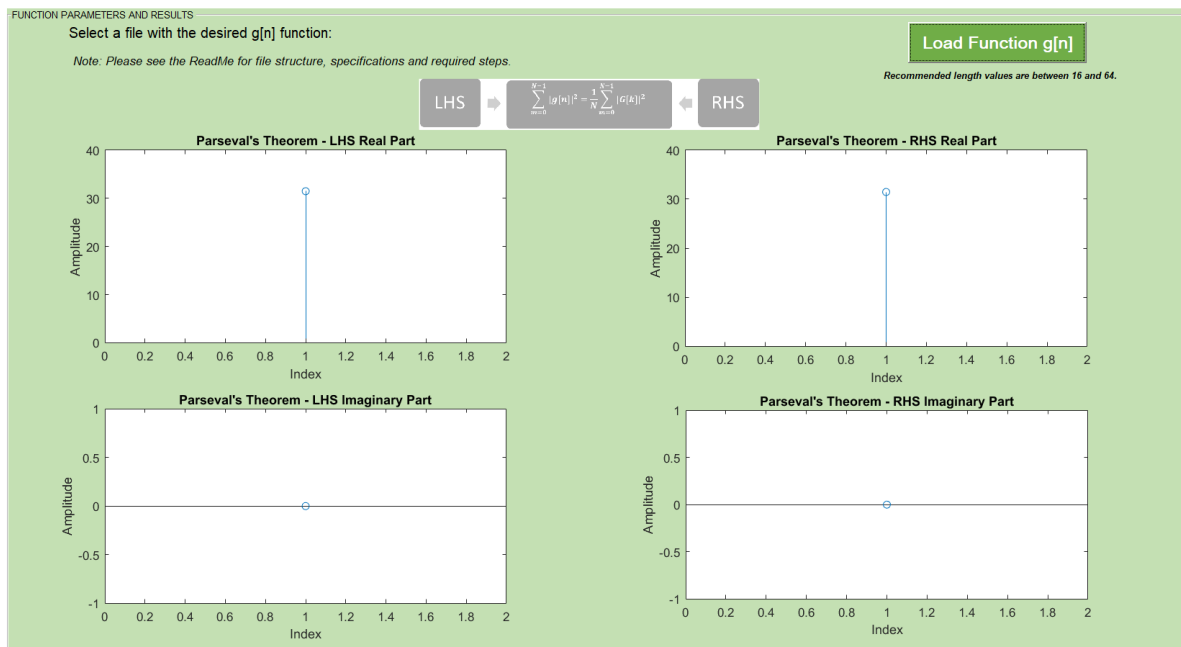 FUNCTION PARAMETERS AND RESULTS
Select a file with the desired g[n] function:
Load Function g[n]
Note: Please see the ReadMe for file structure, specifications and required steps.
Recommended length values are between 16 and 64.
LHS
N−1
∑ |g[n]|² = 1/N ∑ |G[k]|²
N−1
m=0
m=0
RHS
Parseval's Theorem - LHS Real Part
40
30
20
10
0
Amplitude
0 0.2 0.4 0.6 0.8 1 1.2 1.4 1.6 1.8 2
Index
Parseval's Theorem - RHS Real Part
40
30
20
10
0
Amplitude
0 0.2 0.4 0.6 0.8 1 1.2 1.4 1.6 1.8 2
Index
Parseval's Theorem - LHS Imaginary Part
1
0.5
0
-0.5
-1
Amplitude
0 0.2 0.4 0.6 0.8 1 1.2 1.4 1.6 1.8 2
Index
Parseval's Theorem - RHS Imaginary Part
1
0.5
0
-0.5
-1
Amplitude
0 0.2 0.4 0.6 0.8 1 1.2 1.4 1.6 1.8 2
Index